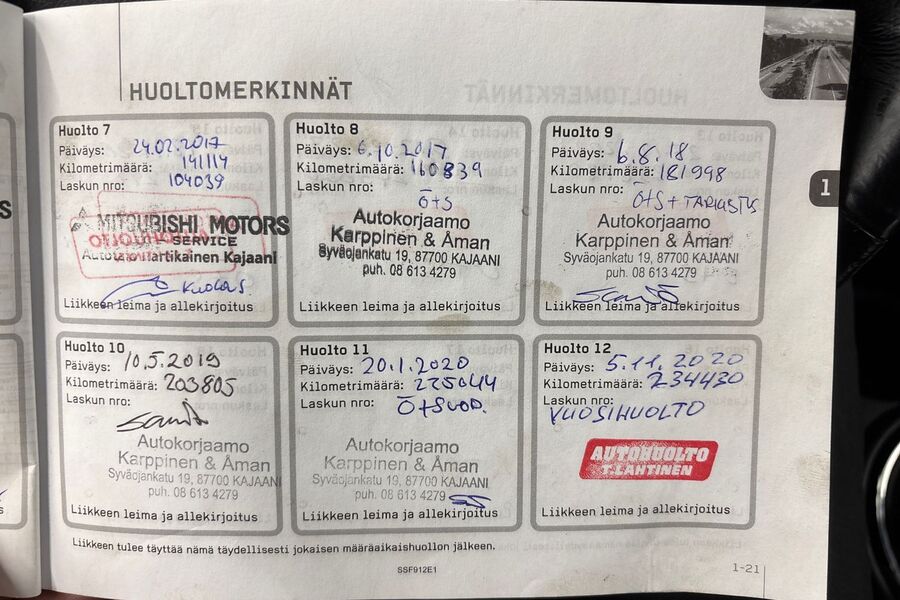 HUOLTOMERKINNÄT
Huolto 7
Päiväys: 24.02.2017
Kilometrimäärä: 141114
Laskun nro: 104039
MITSUBISHI MOTORS
SERVICE
Kajaani
Liikkeen leima ja allekirjoitus
Huolto 8
Päiväys: 6.10.2017
Kilometrimäärä: 160839
Laskun nro:
Ö+S
Autokorjaamo
Karppinen & Åman
Syväojankatu 19, 87700 KAJAANI
puh. 08 613 4279
Liikkeen leima ja allekirjoitus
Huolto 9
Päiväys: 6.8.18
Kilometrimäärä: 181998
Laskun nro:
Ö+S+TARKASTUS
Autokorjaamo
Karppinen & Åman
Syväojankatu 19, 87700 KAJAANI
puh. 08 613 4279
Liikkeen leima ja allekirjoitus
1
Huolto 10
Päiväys: 10.5.2019
Kilometrimäärä: 203805
Laskun nro:
Autokorjaamo
Karppinen & Åman
Syväojankatu 19, 87700 KAJAANI
puh. 08 613 4279
Liikkeen leima ja allekirjoitus
Huolto 11
Päiväys: 20.1.2020
Kilometrimäärä:
Laskun nro:
Autokorjaamo
Karppinen & Åman
Syväojankatu 19, 87700 KAJAANI
puh. 08 613 4279
Liikkeen leima ja allekirjoitus
Huolto 12
Päiväys: 5.11.2020
Kilometrimäärä: 234430
Laskun nro:
VUOSIHUOLTO
AUTOHUOLTO
T.LAHTINEN
Liikkeen leima ja allekirjoitus
Liikkeen tulee täyttää nämä täydellisesti jokaisen määräaikaishuollon jälkeen.
SSF912E1
1-21